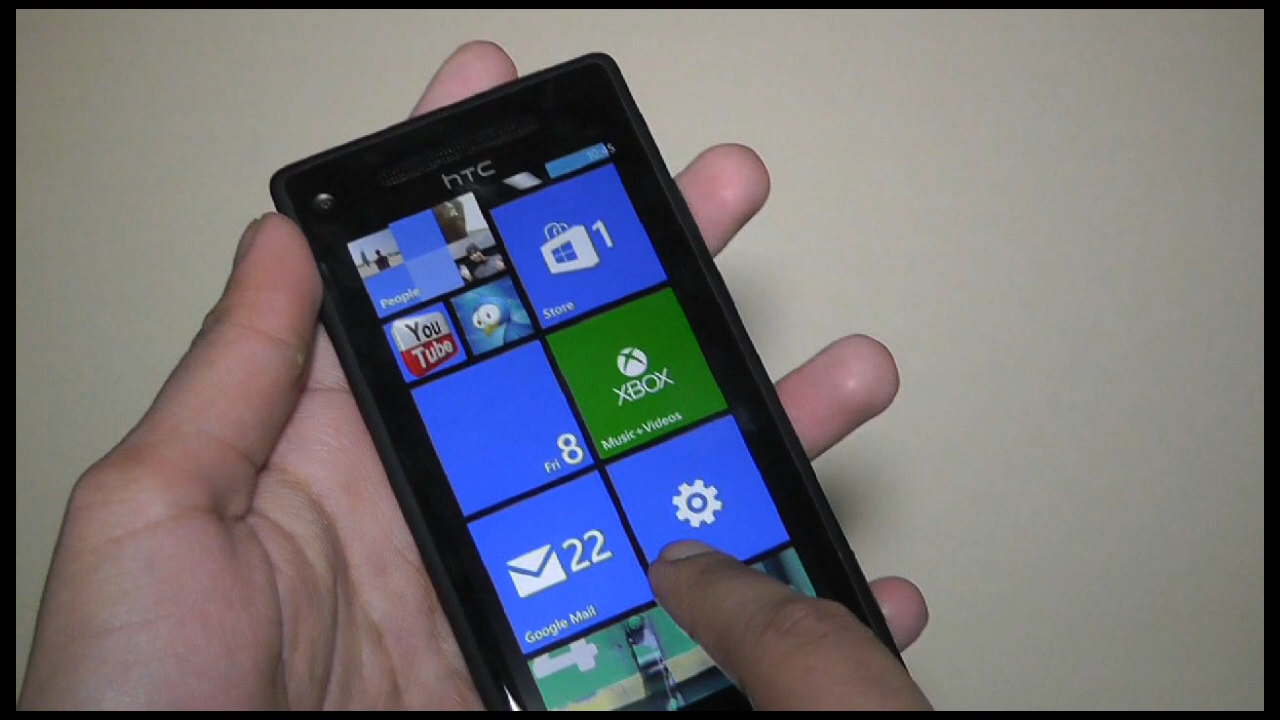 hTC
People
1
Store
You
Tube
XBOX
Music+Videos
Fri 8
22
Google Mail